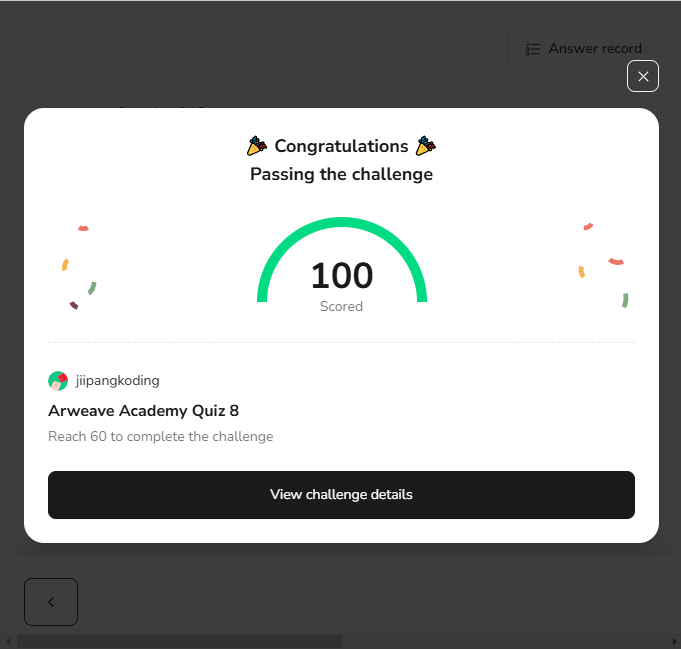 Answer record
Congratulations
Passing the challenge
100
Scored
jiipangkoding
Arweave Academy Quiz 8
Reach 60 to complete the challenge
View challenge details